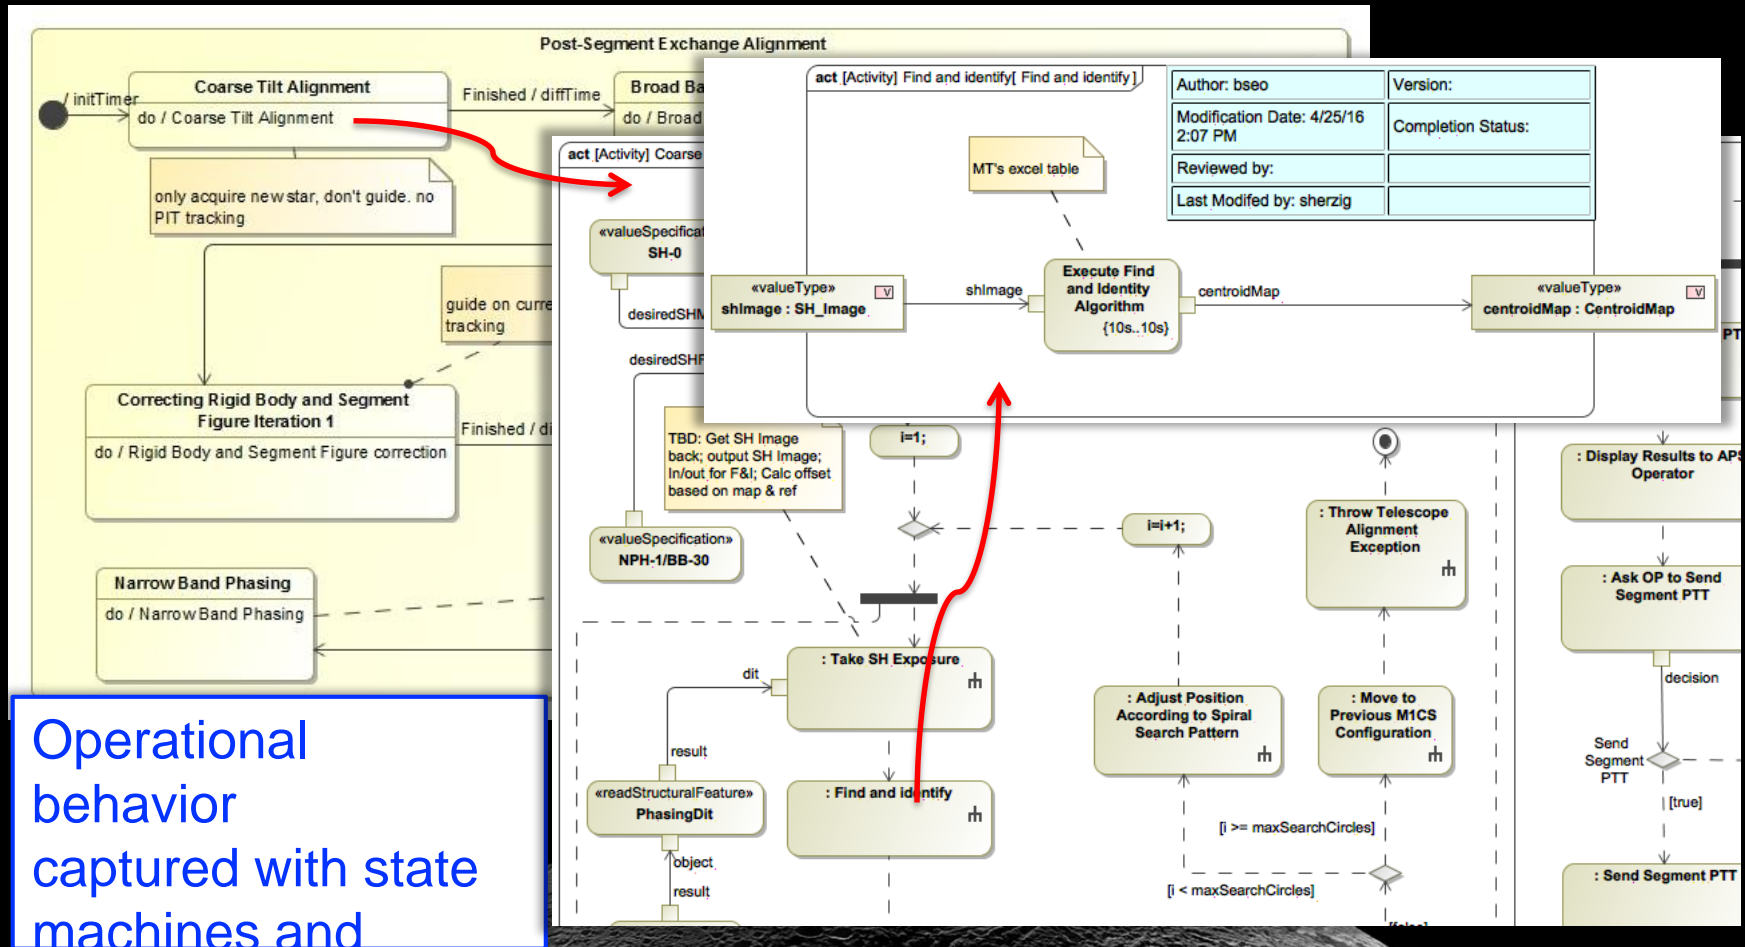 Post-Segment Exchange Alignment
/ initTimer
Coarse Tilt Alignment
do / Coarse Tilt Alignment
Finished / diffTime
Broad Ba
do / Broad
only acquire new star, don't guide. no
PIT tracking
guide on curre
tracking
Correcting Rigid Body and Segment
Figure Iteration 1
do / Rigid Body and Segment Figure correction
Finished / di
Narrow Band Phasing
do / Narrow Band Phasing
Operational
behavior
captured with state
machines and
act [Activity] Coarse
«valueSpecificat
SH-0
desiredSHM
desiredSHF
TBD: Get SH Image
back; output SH Image;
In/out for F&I; Calc offset
based on map & ref
«valueSpecification»
NPH-1/BB-30
i=1;
i=i+1;
: Take SH Exposure
dit
result
«readStructuralFeature»
PhasingDit
object
result
: Find and identify
: Adjust Position
According to Spiral
Search Pattern
: Throw Telescope
Alignment
Exception
: Move to
Previous M1CS
Configuration
[i >= maxSearchCircles]
[i < maxSearchCircles]
[false]
act [Activity] Find and identify[ Find and identify ]
Author: bseo
Version:
Modification Date: 4/25/16
2:07 PM
Completion Status:
Reviewed by:
Last Modifed by: sherzig
MT's excel table
«valueType»
shImage : SH_Image
V
shImage
Execute Find
and Identity
Algorithm
{10s..10s}
centroidMap
«valueType»
centroidMap : CentroidMap
V
PT
: Display Results to APS
Operator
: Ask OP to Send
Segment PTT
decision
Send
Segment
PTT
[true]
: Send Segment PTT